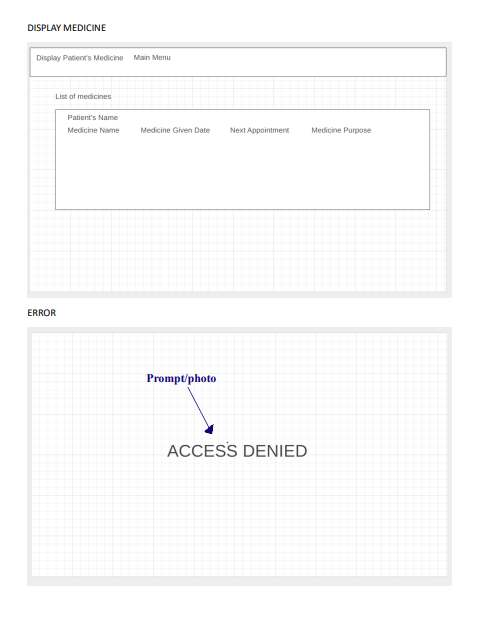 DISPLAY MEDICINE
Display Patient's Medicine Main Menu
List of medicines
Patient's Name
Medicine Name Medicine Given Date Next Appointment Medicine Purpose
ERROR
Prompt/photo
ACCESS DENIED